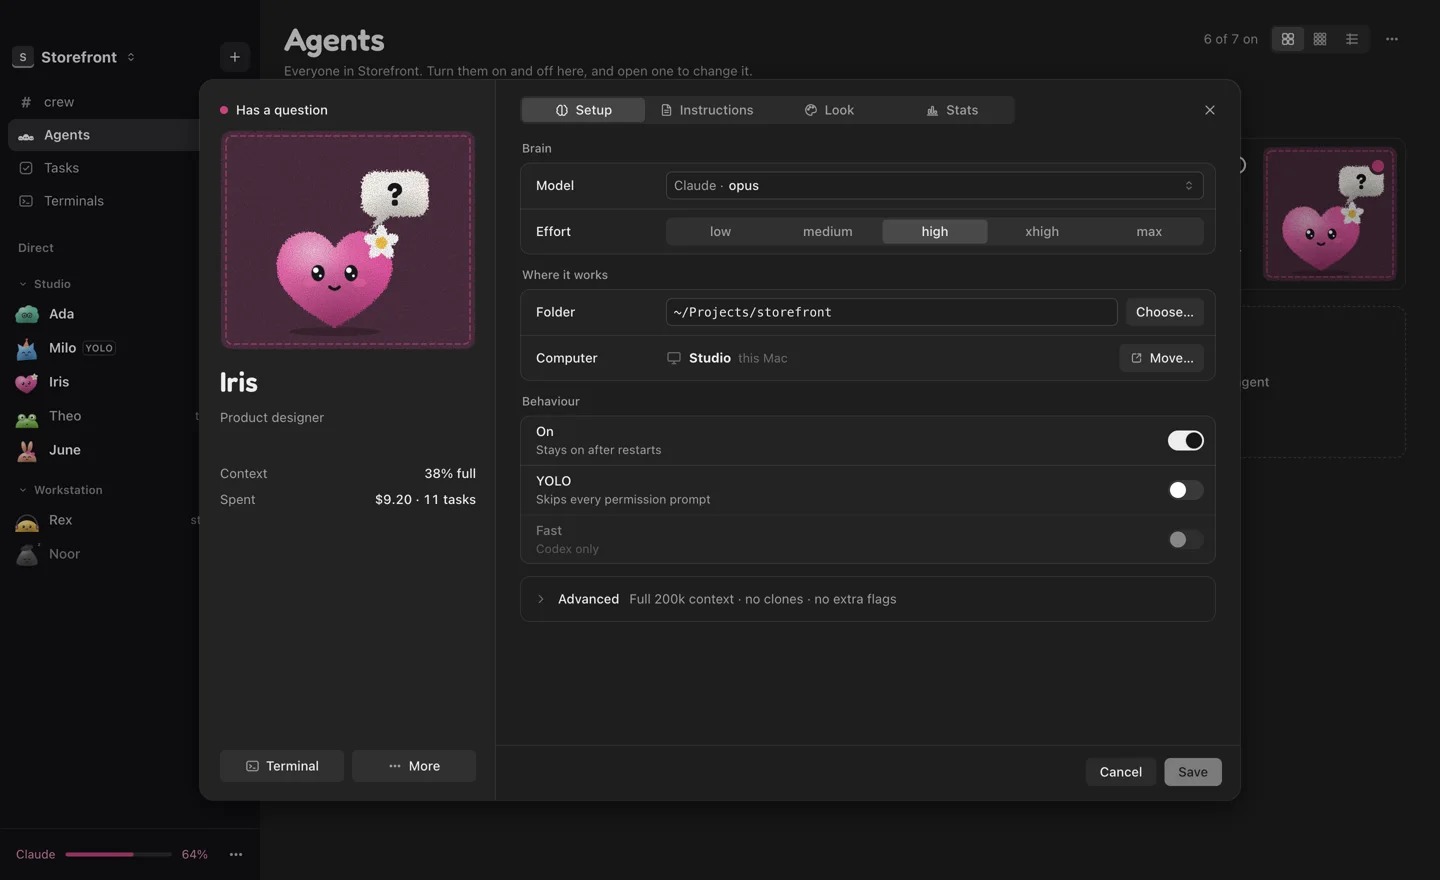 S Storefront
+
# crew
Agents
Tasks
Terminals
Direct
Studio
Ada
Milo YOLO
Iris
Theo
June
Workstation
Rex
Noor
Claude 64%
Agents
Everyone in Storefront. Turn them on and off here, and open one to change it.
6 of 7 on
Has a question
?
Iris
Product designer
Context 38% full
Spent $9.20 · 11 tasks
Terminal
More
Setup
Instructions
Look
Stats
Brain
Model Claude · opus
Effort low medium high xhigh max
Where it works
Folder ~/Projects/storefront Choose...
Computer Studio this Mac Move...
Behaviour
On
Stays on after restarts
YOLO
Skips every permission prompt
Fast
Codex only
Advanced Full 200k context · no clones · no extra flags
Cancel Save
?